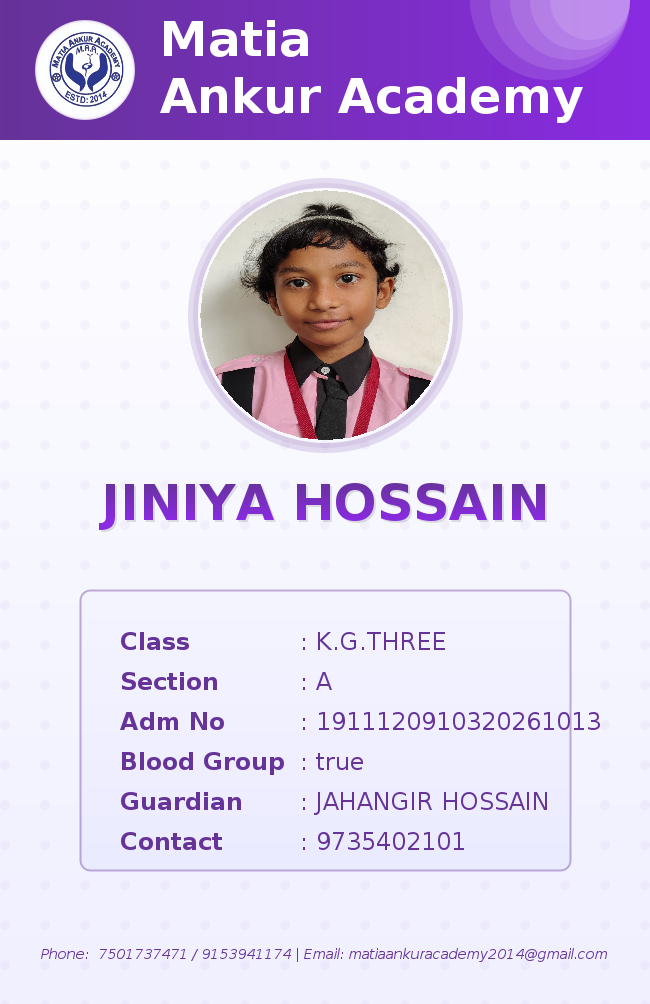 MATIA ANKUR ACADEMY
M.A.A
ESTD: 2014
Matia
Ankur Academy
JINIYA HOSSAIN
Class : K.G.THREE
Section : A
Adm No : 1911120910320261013
Blood Group : true
Guardian : JAHANGIR HOSSAIN
Contact : 9735402101
Phone: 7501737471 / 9153941174 | Email: matiaankuracademy2014@gmail.com